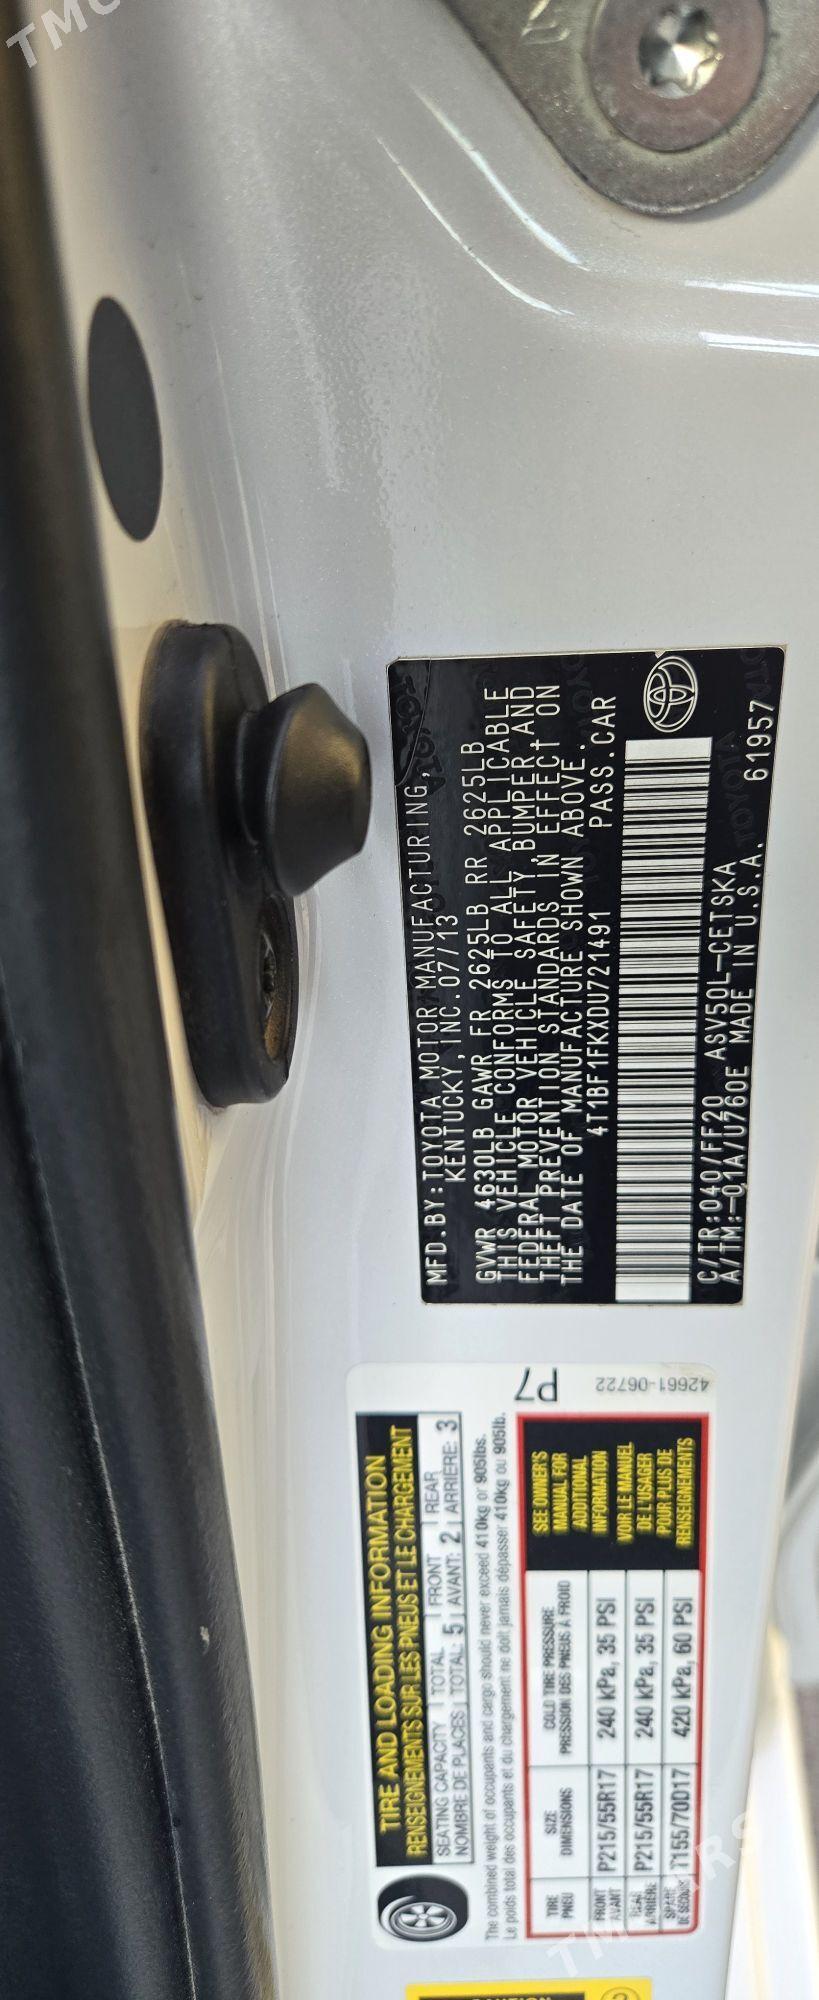 MFD.BY:TOYOTA MOTOR MANUFACTURING,
KENTUCKY, INC. 07/13
GVWR 4630LB GAWR FR 2625LB RR 2625LB
THIS VEHICLE CONFORMS TO ALL APPLICABLE
FEDERAL MOTOR VEHICLE SAFETY, BUMPER, AND
THEFT PREVENTION STANDARDS IN EFFECT ON
THE DATE OF MANUFACTURE SHOWN ABOVE.
4T1BF1FKXDU721491 PASS.CAR
C/TR:040/FF20 ASV50L-CETSKA
A/TM:-01A/U760E MADE IN U.S.A. 61957
TIRE AND LOADING INFORMATION
RENSEIGNEMENTS SUR LES PNEUS ET LE CHARGEMENT
SEATING CAPACITY TOTAL FRONT REAR
NOMBRE DE PLACES TOTAL: 5 AVANT: 2 ARRIÈRE: 3
The combined weight of occupants and cargo should never exceed 410kg or 905lbs.
Le poids total des occupants et du chargement ne doit jamais dépasser 410kg ou 905lb.
TIRE SIZE COLD TIRE PRESSURE
PNEU DIMENSIONS PRESSION DES PNEUS À FROID
FRONT AVANT P215/55R17 240 kPa, 35 PSI
REAR ARRIÈRE P215/55R17 240 kPa, 35 PSI
SPARE DE SECOURS T155/70D17 420 kPa, 60 PSI
SEE OWNER'S
MANUAL FOR
ADDITIONAL
INFORMATION
VOIR LE MANUEL
DE L'USAGER
POUR PLUS DE
RENSEIGNEMENTS
P7
42661-06722
TMCARS